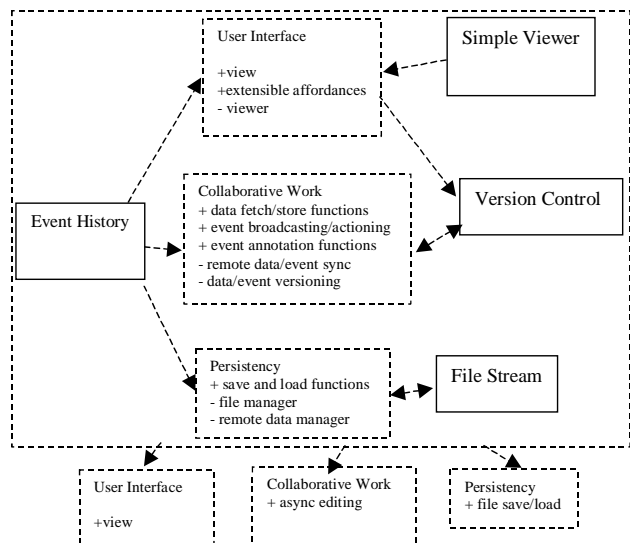 User Interface
+view
+extensible affordances
- viewer
Simple Viewer
Event History
Collaborative Work
+ data fetch/store functions
+ event broadcasting/actioning
+ event annotation functions
- remote data/event sync
- data/event versioning
Version Control
Persistency
+ save and load functions
- file manager
- remote data manager
File Stream
User Interface
+view
Collaborative Work
+ async editing
Persistency
+ file save/load